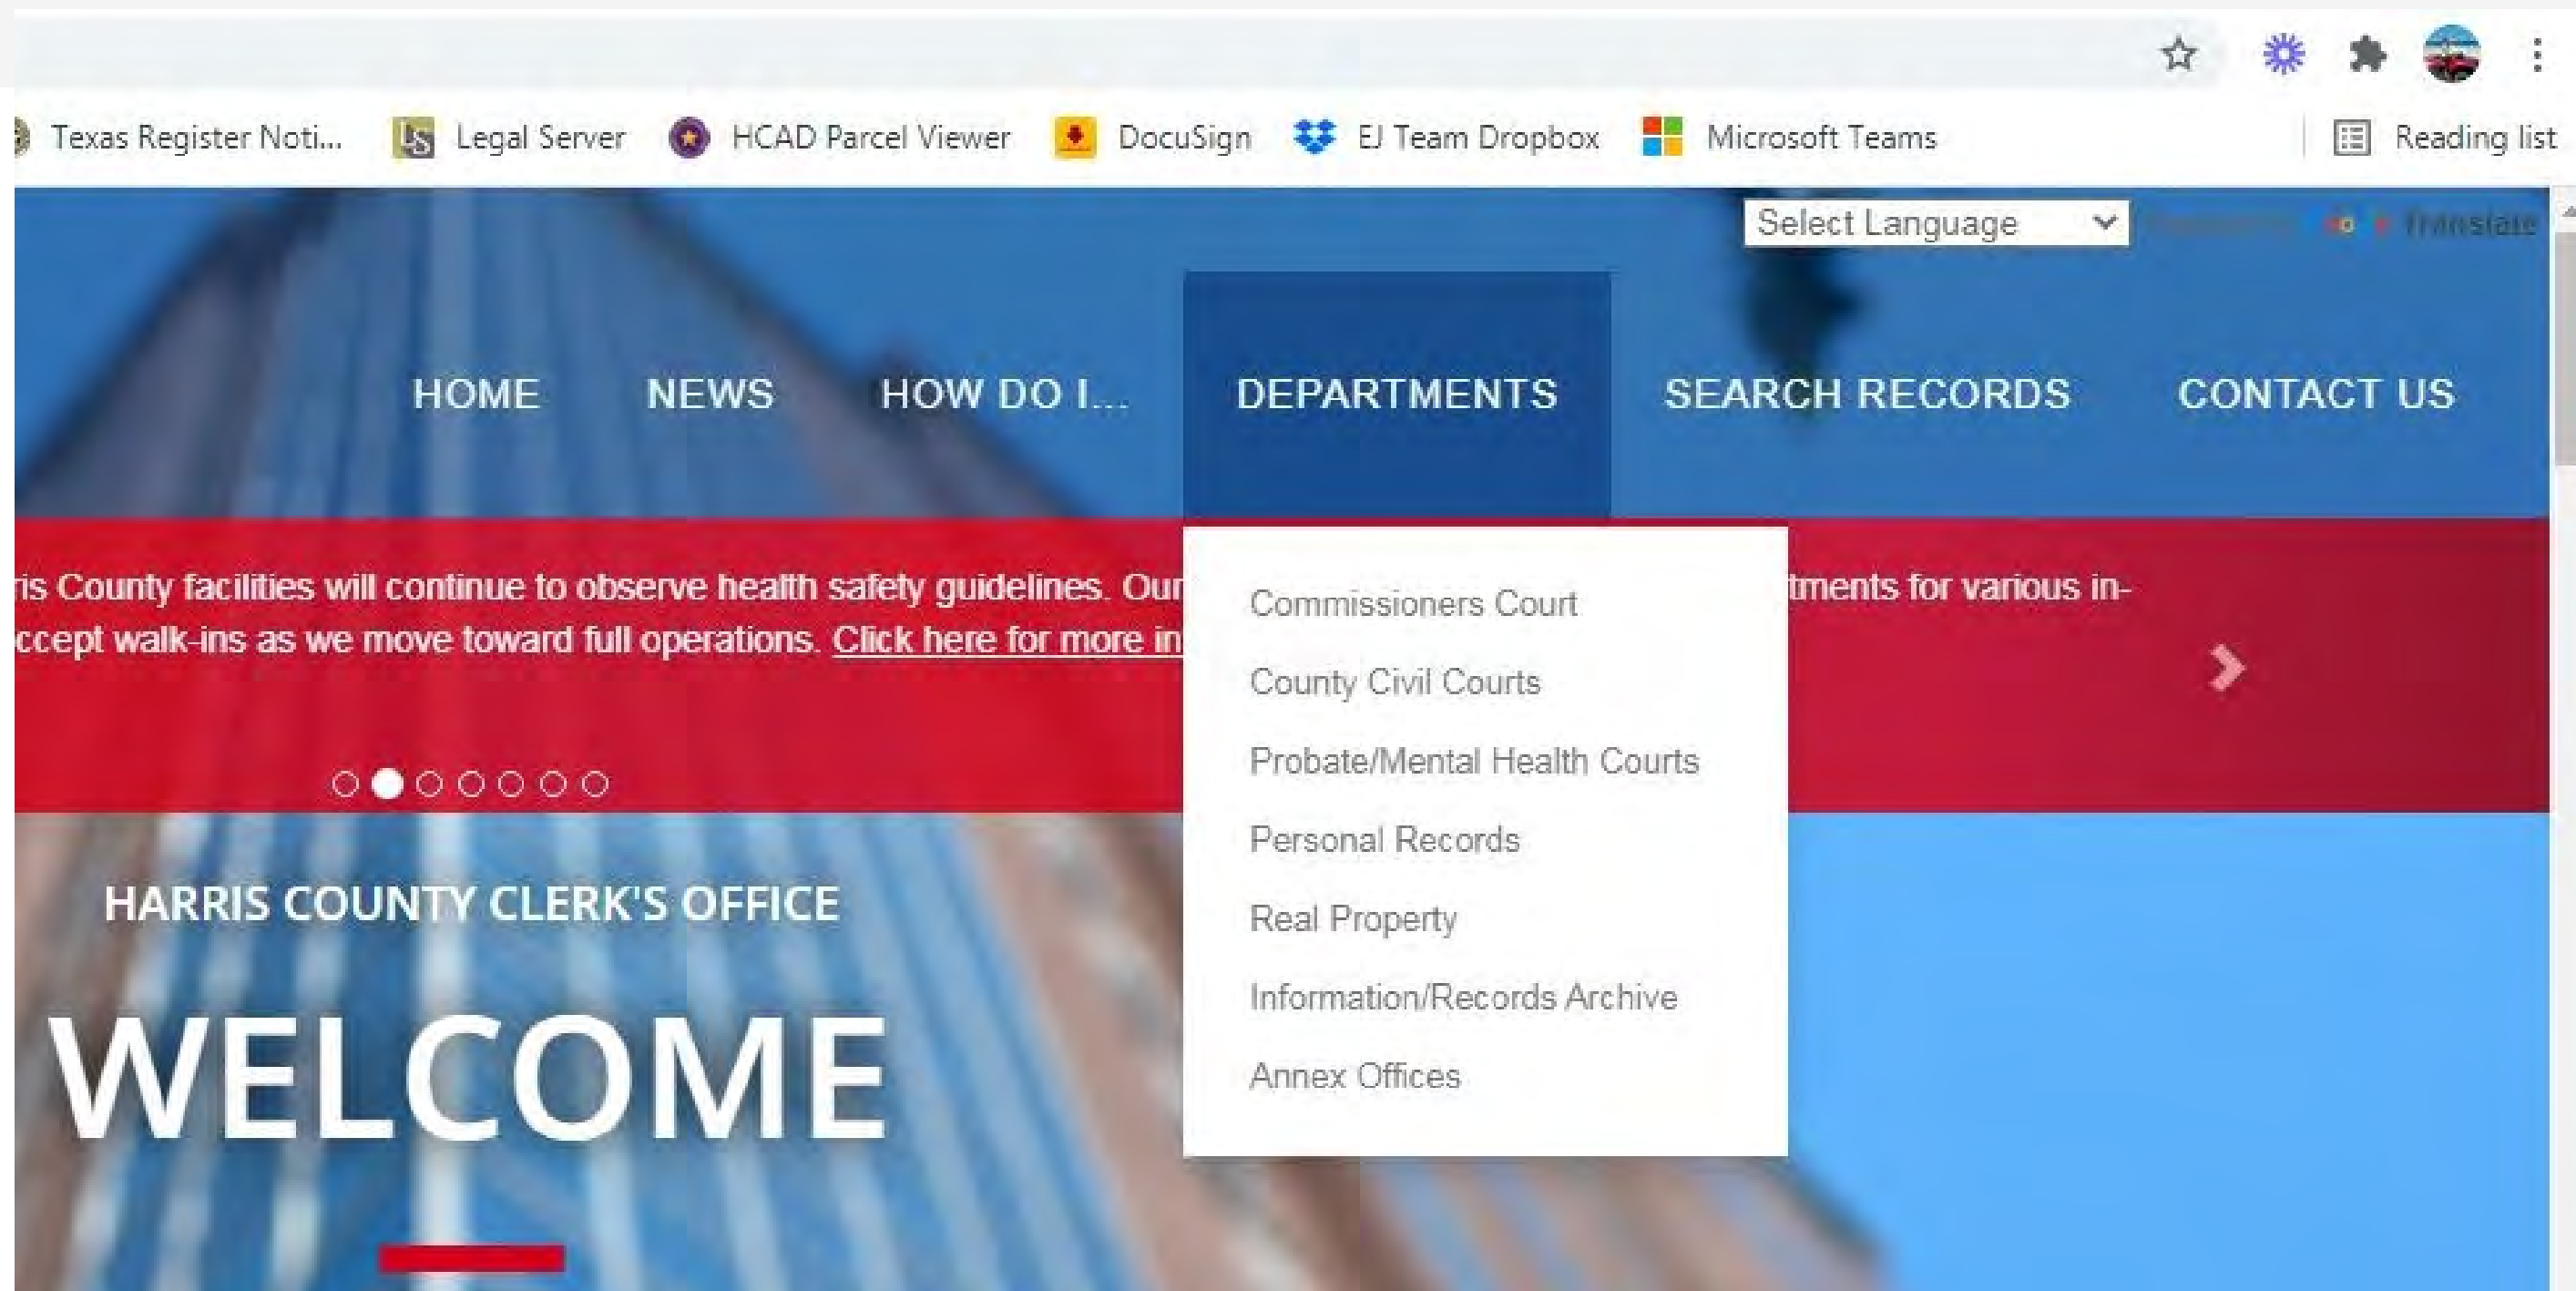 Texas Register Noti... Legal Server HCAD Parcel Viewer DocuSign EJ Team Dropbox Microsoft Teams Reading list
Select Language Translate
HOME NEWS HOW DO I... DEPARTMENTS SEARCH RECORDS CONTACT US
ris County facilities will continue to observe health safety guidelines. Our tments for various in-
ccept walk-ins as we move toward full operations. Click here for more in
Commissioners Court
County Civil Courts
Probate/Mental Health Courts
Personal Records
Real Property
Information/Records Archive
Annex Offices
HARRIS COUNTY CLERK'S OFFICE
WELCOME